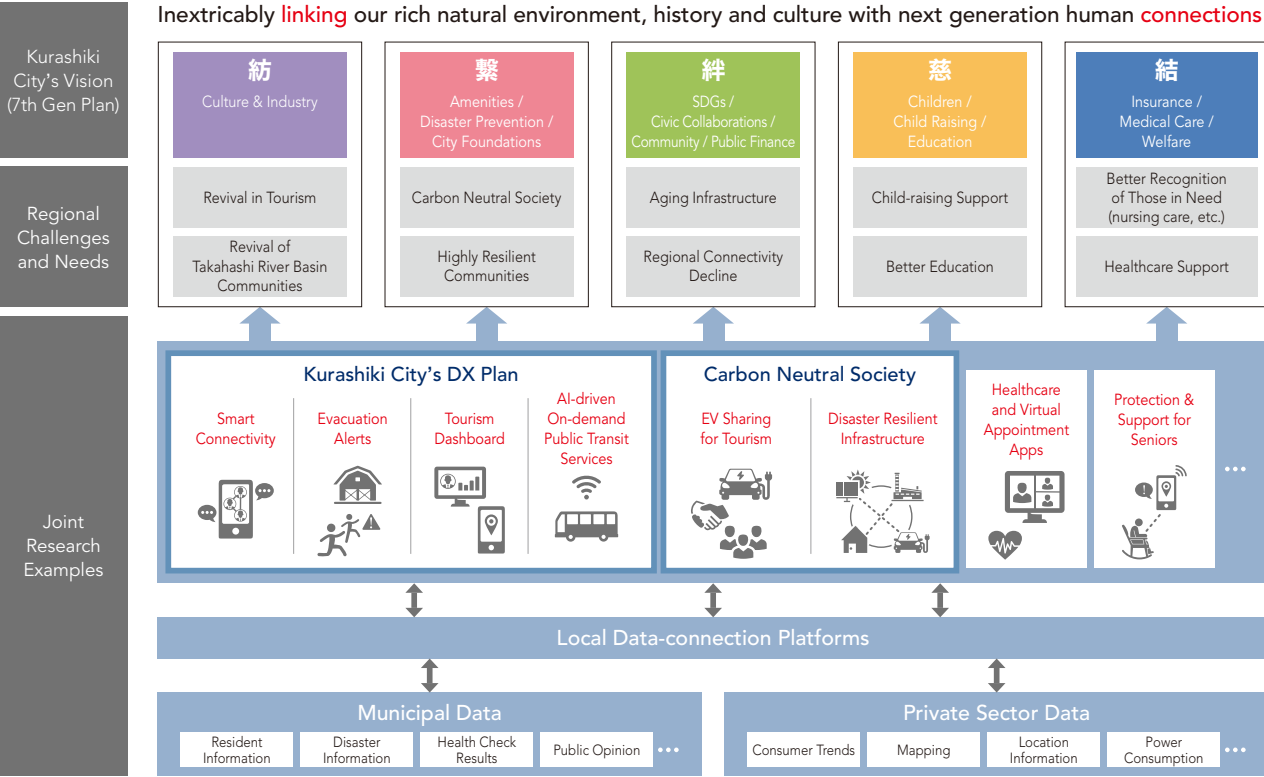 Inextricably linking our rich natural environment, history and culture with next generation human connections
Kurashiki
City's Vision
(7th Gen Plan)
紡
Culture & Industry
繋
Amenities /
Disaster Prevention /
City Foundations
絆
SDGs /
Civic Collaborations /
Community / Public Finance
慈
Children /
Child Raising /
Education
結
Insurance /
Medical Care /
Welfare
Regional
Challenges
and Needs
Revival in Tourism
Carbon Neutral Society
Aging Infrastructure
Child-raising Support
Better Recognition
of Those in Need
(nursing care, etc.)
Revival of
Takahashi River Basin
Communities
Highly Resilient
Communities
Regional Connectivity
Decline
Better Education
Healthcare Support
Joint
Research
Examples
Kurashiki City's DX Plan
Smart
Connectivity
Evacuation
Alerts
Tourism
Dashboard
AI-driven
On-demand
Public Transit
Services
Carbon Neutral Society
EV Sharing
for Tourism
Disaster Resilient
Infrastructure
Healthcare
and Virtual
Appointment
Apps
Protection &
Support for
Seniors
...
Local Data-connection Platforms
Municipal Data
Resident
Information
Disaster
Information
Health Check
Results
Public Opinion
...
Private Sector Data
Consumer Trends
Mapping
Location
Information
Power
Consumption
...